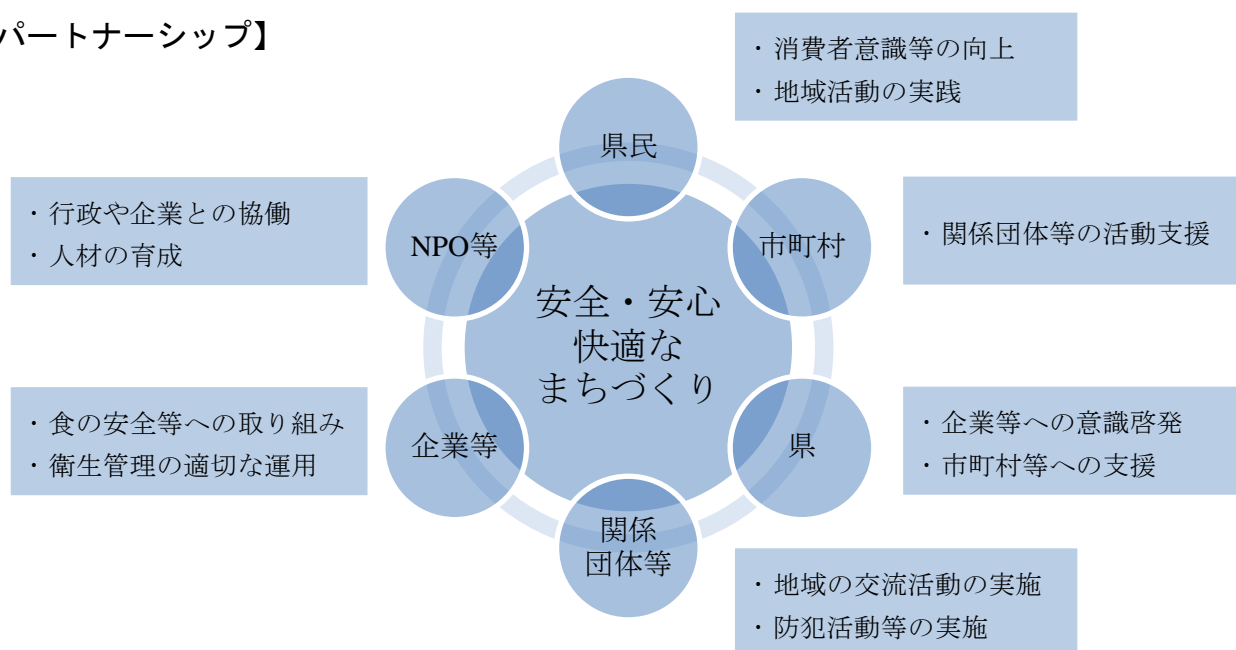 パートナーシップ】
・消費者意識等の向上
・地域活動の実践
県民
・行政や企業との協働
・人材の育成
NPO等
市町村
・関係団体等の活動支援
安全・安心
快適な
まちづくり
・食の安全等への取り組み
・衛生管理の適切な運用
企業等
県
・企業等への意識啓発
・市町村等への支援
関係
団体等
・地域の交流活動の実施
・防犯活動等の実施